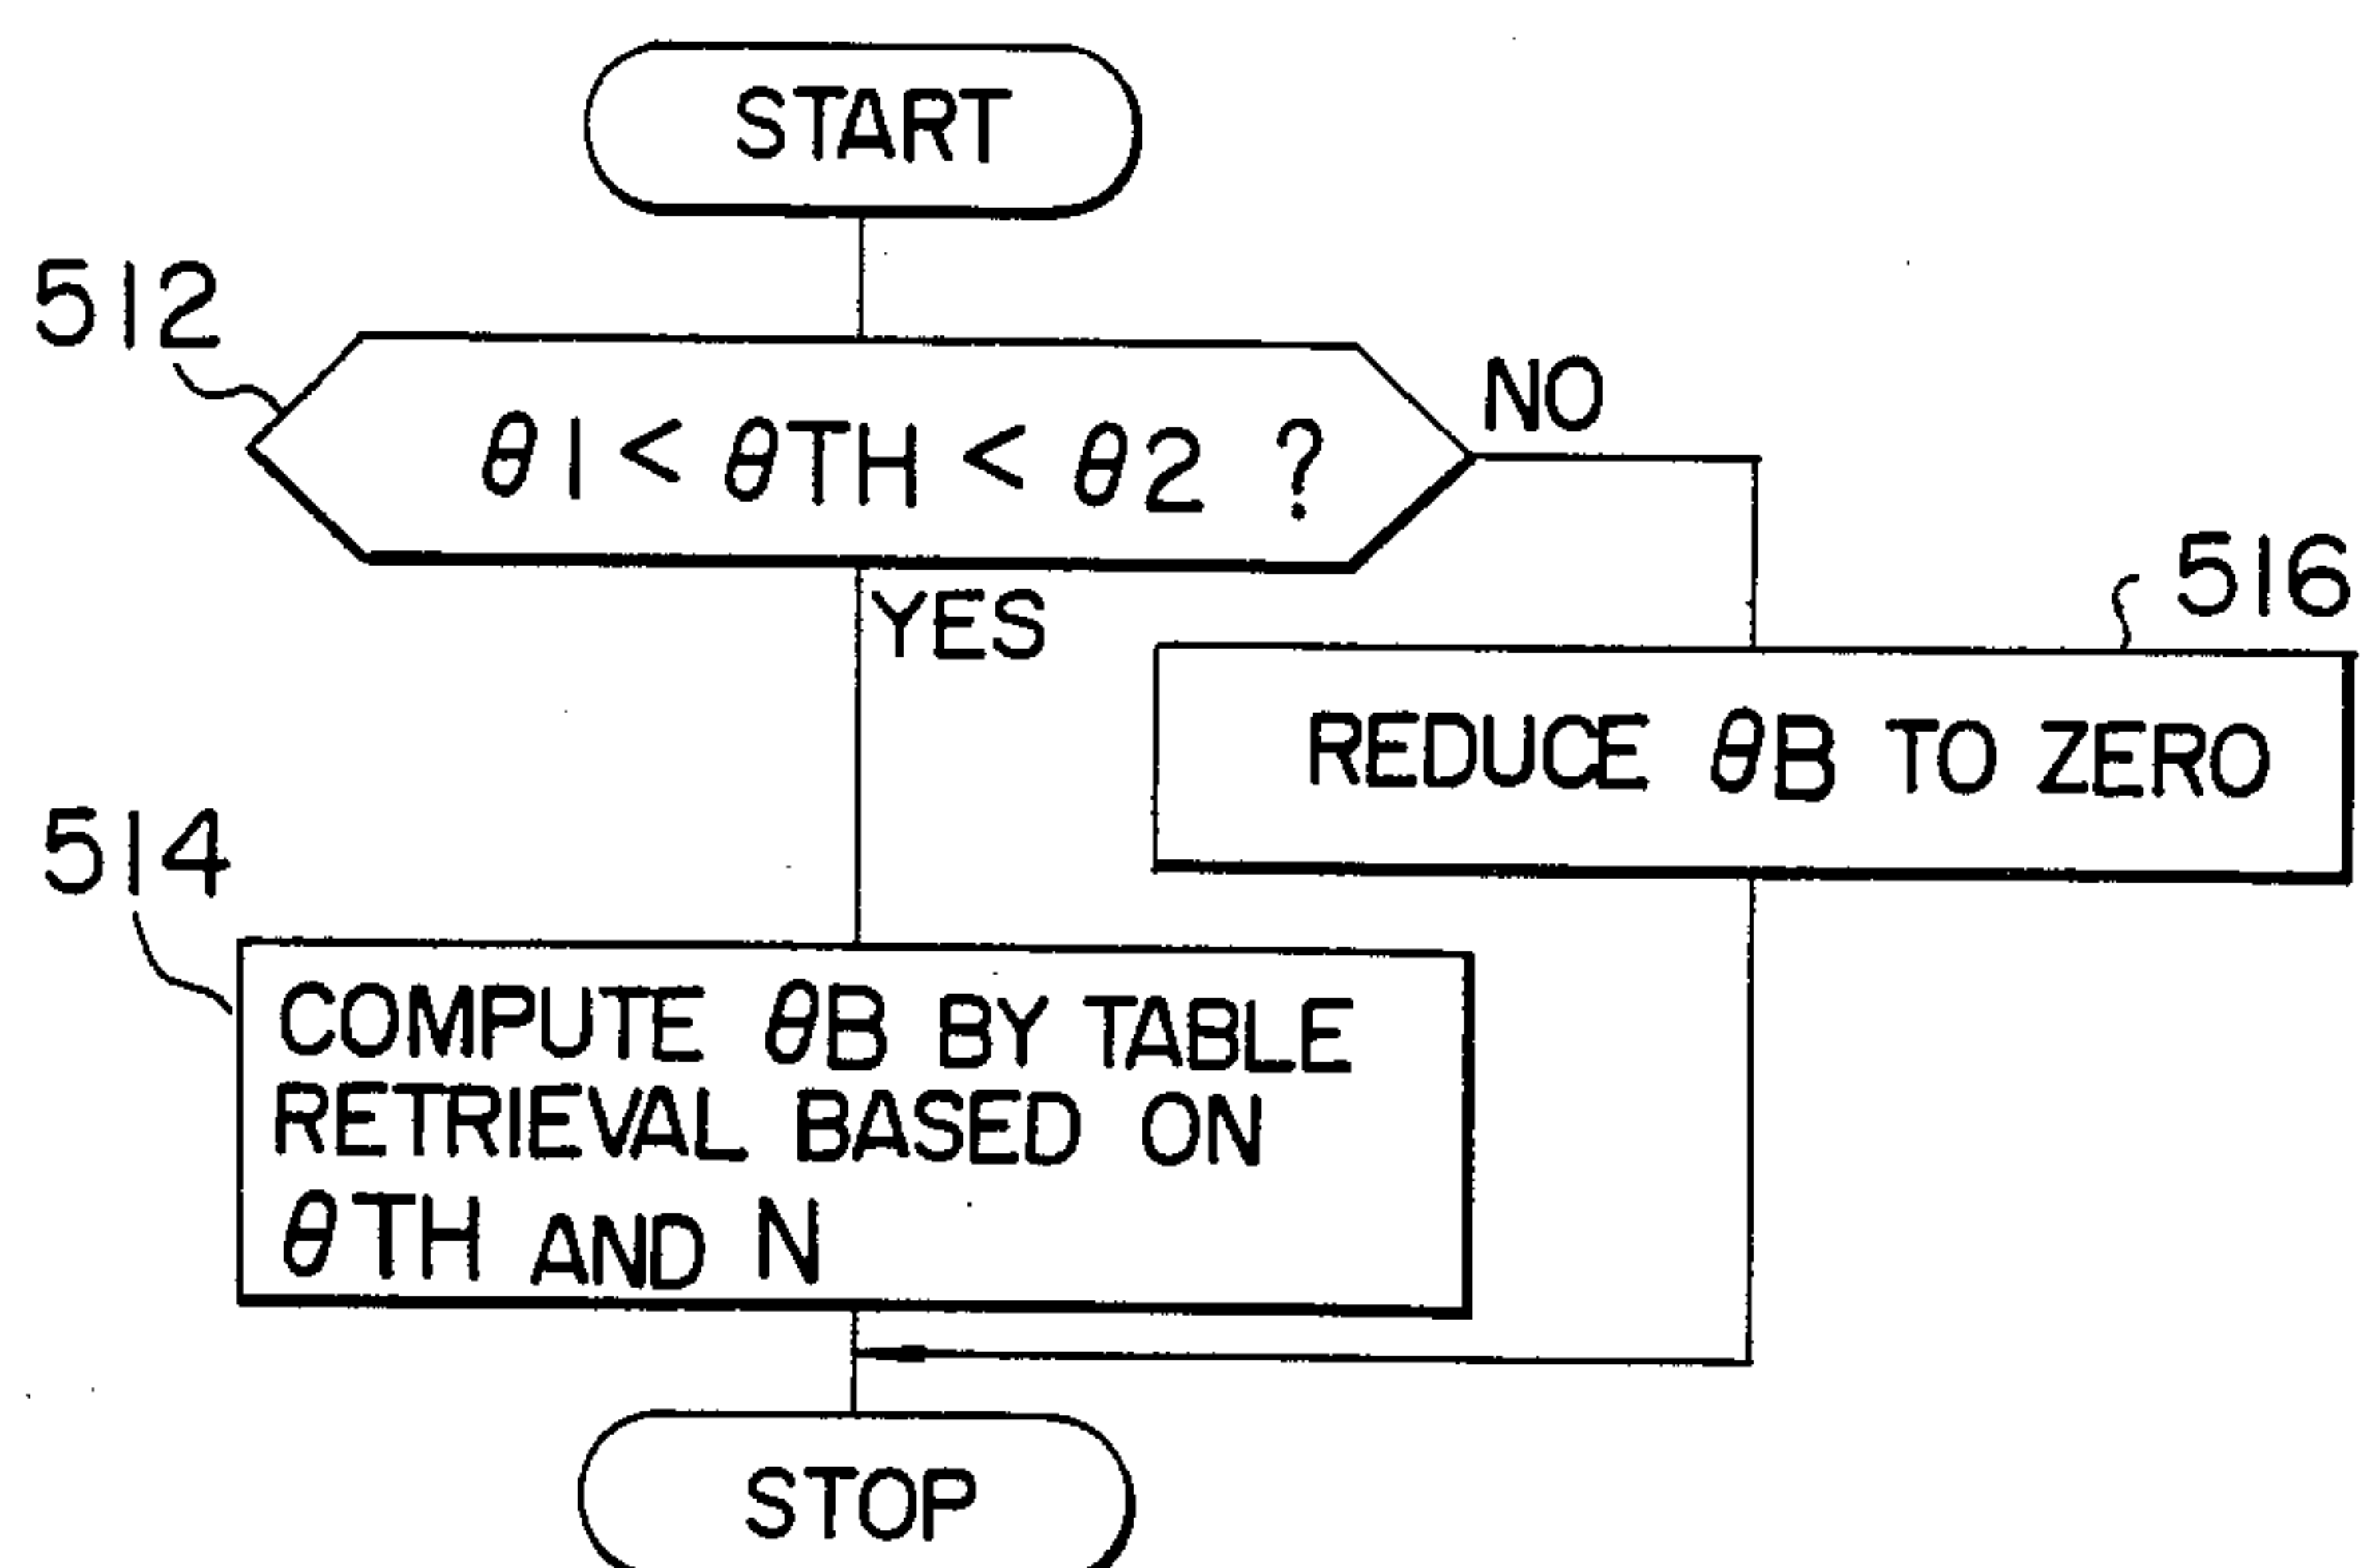 START
512
θ1 < θTH < θ2 ?
NO
YES
516
REDUCE θB TO ZERO
514
COMPUTE θB BY TABLE
RETRIEVAL BASED ON
θTH AND N
STOP